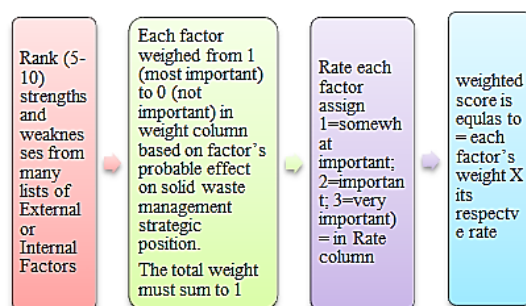 Rank (5-
10)
strengths
and
weaknes
ses from
many
lists of
External
or
Internal
Factors
Each factor
weighed from 1
(most important)
to 0 (not
important) in
weight column
based on factor's
probable effect
on solid waste
management
strategic
position.
The total weight
must sum to 1
Rate each
factor
assign
1=somewh
at
important;
2=importan
t; 3=very
important)
= in Rate
column
weighted
score is
equlas to
= each
factor's
weight X
its
respectv
e rate